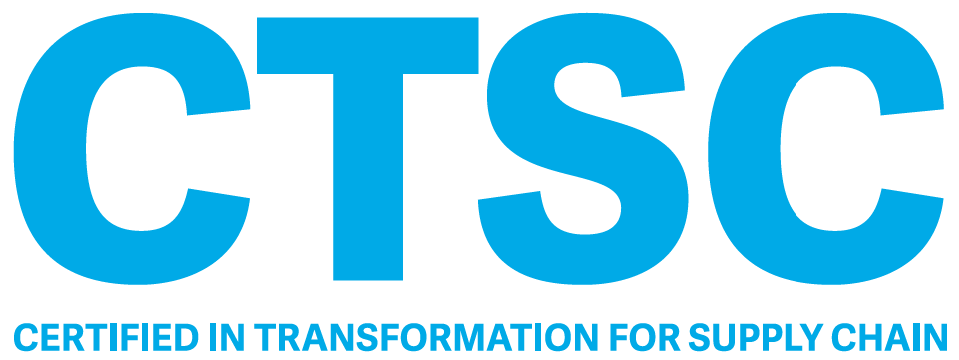 CTSC
CERTIFIED IN TRANSFORMATION FOR SUPPLY CHAIN